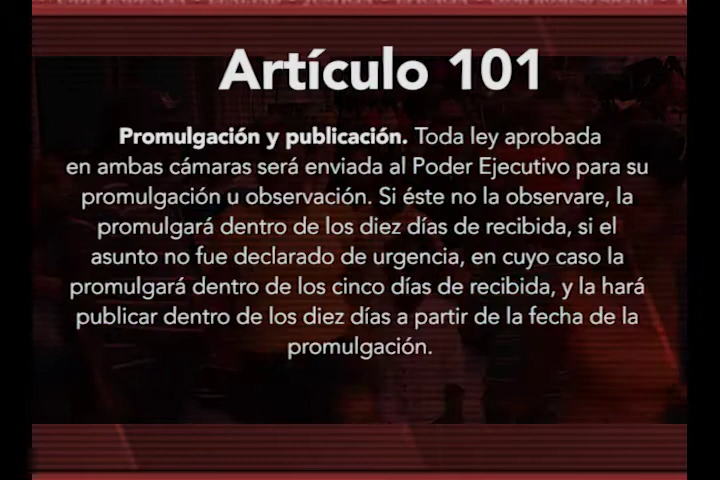 Artículo 101
Promulgación y publicación. Toda ley aprobada
en ambas cámaras será enviada al Poder Ejecutivo para su
promulgación u observación. Si éste no la observare, la
promulgará dentro de los diez días de recibida, si el
asunto no fue declarado de urgencia, en cuyo caso la
promulgará dentro de los cinco días de recibida, y la hará
publicar dentro de los diez días a partir de la fecha de la
promulgación.